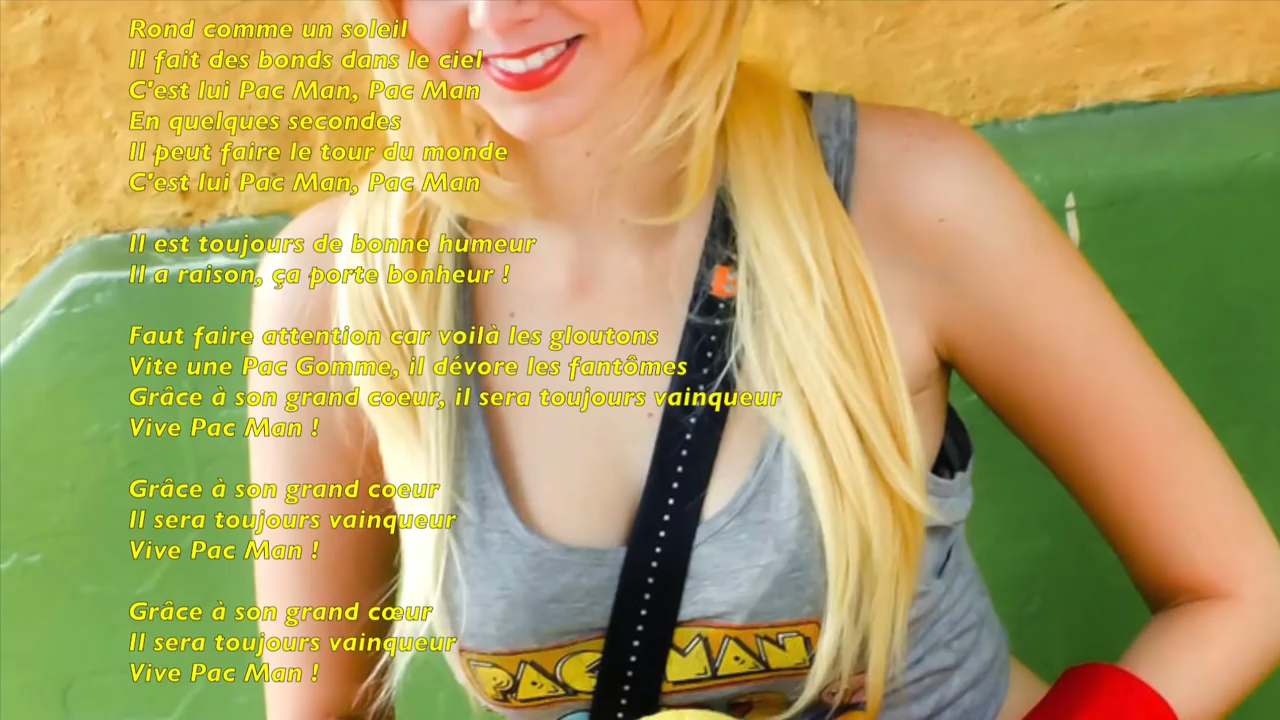 Rond comme un soleil
Il fait des bonds dans le ciel
C'est lui Pac Man, Pac Man
En quelques secondes
Il peut faire le tour du monde
C'est lui Pac Man, Pac Man
Il est toujours de bonne humeur
Il a raison, ça porte bonheur !
Faut faire attention car voilà les gloutons
Vite une Pac Gomme, il dévore les fantômes
Grâce à son grand coeur, il sera toujours vainqueur
Vive Pac Man !
Grâce à son grand coeur
Il sera toujours vainqueur
Vive Pac Man !
Grâce à son grand cœur
Il sera toujours vainqueur
Vive Pac Man !
PAC MAN